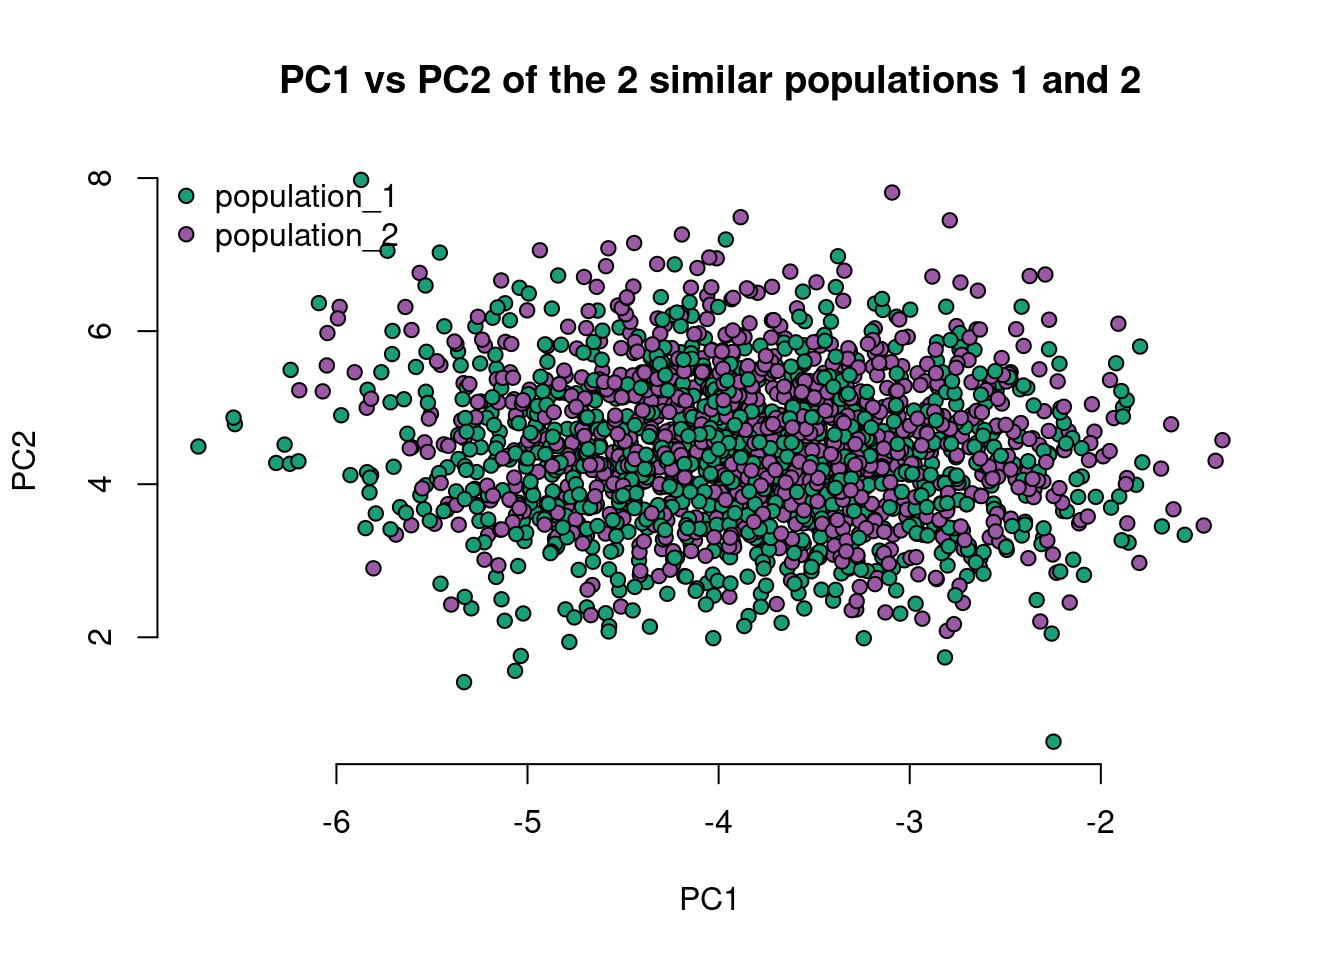 PC1 vs PC2 of the 2 similar populations 1 and 2
population_1
population_2
8
6
4
2
PC2
-6
-5
-4
-3
-2
PC1